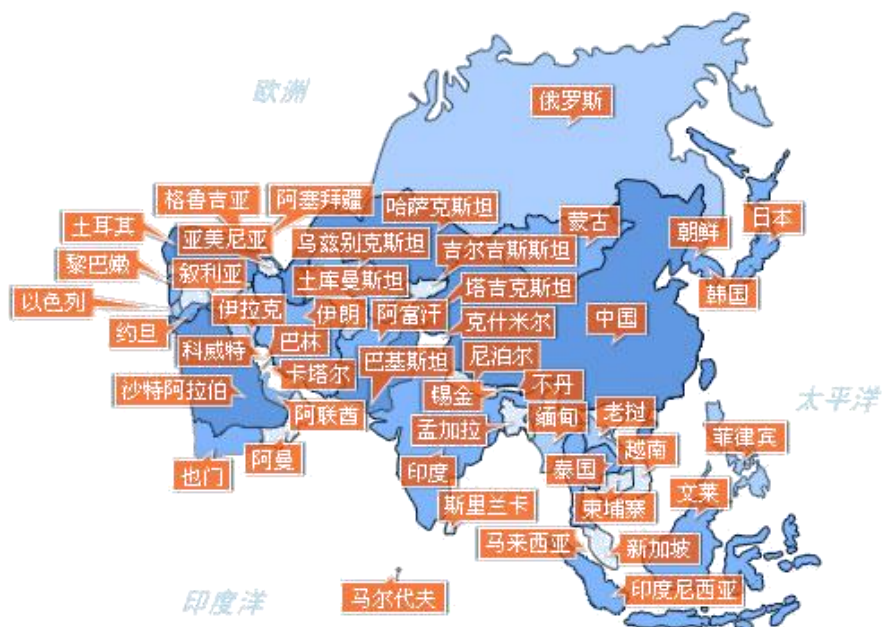 欧洲
俄罗斯
格鲁吉亚
阿塞拜疆
哈萨克斯坦
土耳其
亚美尼亚
乌兹别克斯坦
蒙古
朝鲜
日本
黎巴嫩
叙利亚
土库曼斯坦
吉尔吉斯斯坦
以色列
伊拉克
伊朗
阿富汗
塔吉克斯坦
韩国
约旦
克什米尔
中国
科威特
巴林
巴基斯坦
尼泊尔
沙特阿拉伯
卡塔尔
锡金
不丹
太平洋
阿联酋
孟加拉
缅甸
老挝
菲律宾
也门
阿曼
印度
泰国
越南
斯里兰卡
柬埔寨
文莱
马来西亚
新加坡
印度洋
马尔代夫
印度尼西亚